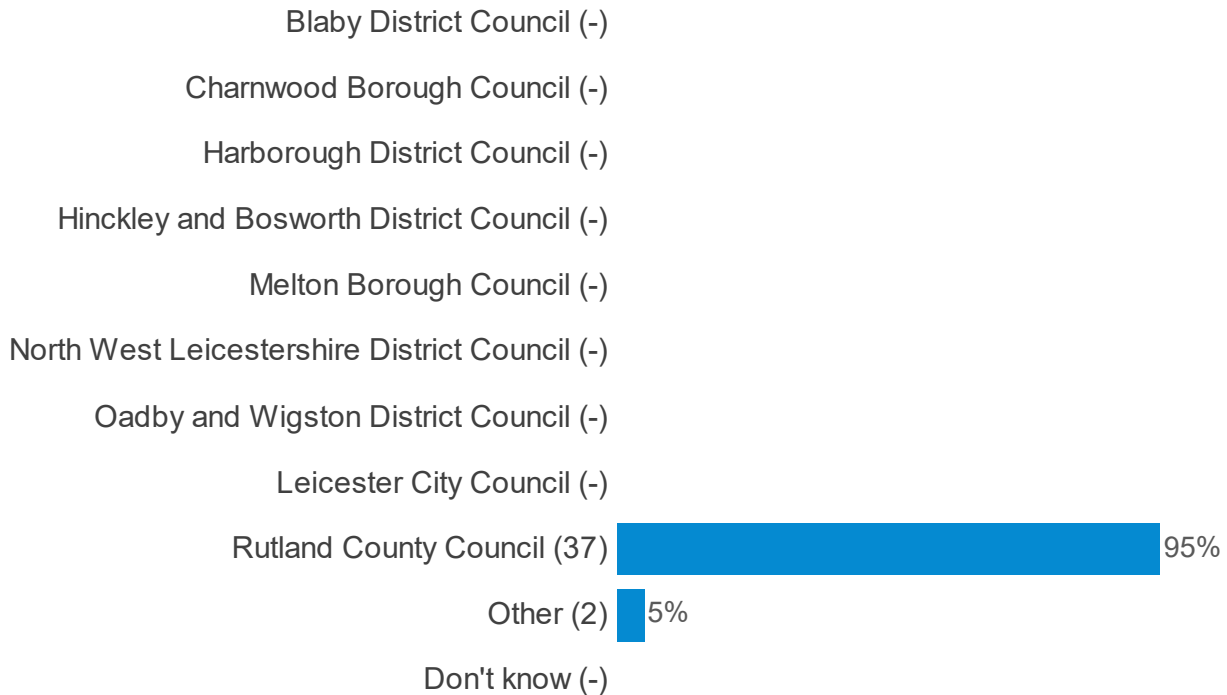 Blaby District Council (-)
Charnwood Borough Council (-)
Harborough District Council (-)
Hinckley and Bosworth District Council (-)
Melton Borough Council (-)
North West Leicestershire District Council (-)
Oadby and Wigston District Council (-)
Leicester City Council (-)
Rutland County Council (37) 95%
Other (2) 5%
Don't know (-)